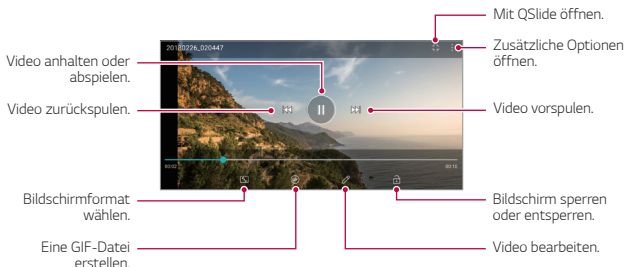 Mit QSlide öffnen.
20180226_020447
Zusätzliche Optionen
öffnen.
Video anhalten oder
abspielen.
Video zurückspulen.
Video vorspulen.
00:02
00:10
Bildschirmformat
wählen.
Bildschirm sperren
oder entsperren.
Eine GIF-Datei
erstellen.
Video bearbeiten.